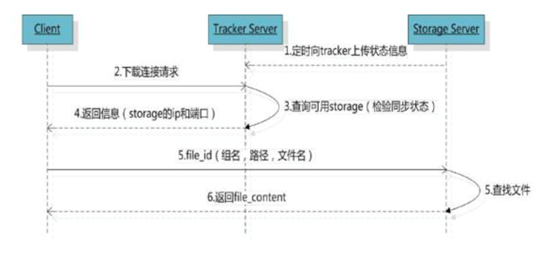 Client
Tracker Server
Storage Server
1.定时向tracker上传状态信息
2.下载连接请求
3.查询可用storage（检验同步状态）
4.返回信息（storage的ip和端口）
5.file_id（组名，路径，文件名）
5.查找文件
6.返回file_content